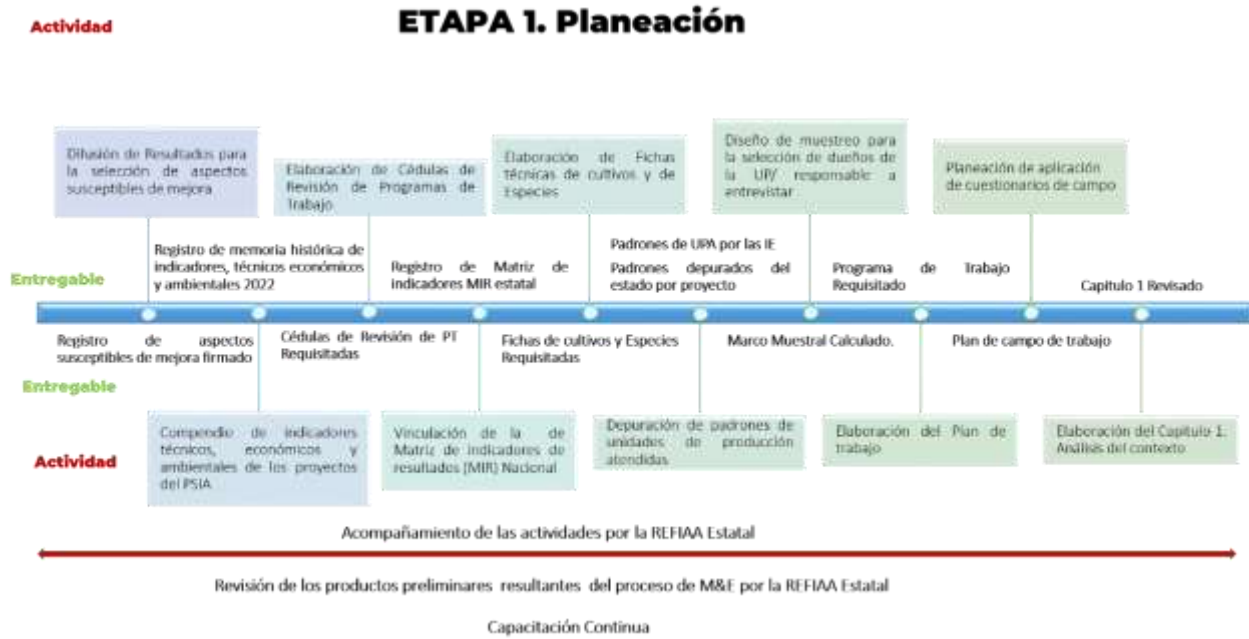 Actividad
ETAPA 1. Planeación
Difusión de Resultados para
la selección de aspectos
susceptibles de mejora
Elaboración de Cédulas de
Revisión de Programas de
Trabajo
Elaboración de Fichas
técnicas de cultivos y de
Especies
Diseño de muestreo para
la selección de dueños de
la UP/ responsable a
entrevistar
Planeación de aplicación
de cuestionarios de campo
Entregable
Registro de memoria histórica de
indicadores, técnicos económicos
y ambientales 2022
Registro de Matriz de
indicadores MIR estatal
Padrones de UPA por las IE
Padrones depurados del
estado por proyecto
Programa de Trabajo
Requisitado
Capitulo 1 Revisado
Registro de aspectos
susceptibles de mejora firmado
Cédulas de Revisión de PT
Requisitadas
Fichas de cultivos y Especies
Requisitadas
Marco Muestral Calculado.
Plan de campo de trabajo
Entregable
Actividad
Compendio de indicadores
técnicos, económicos y
ambientales de los proyectos
del PSIA
Vinculación de la de
Matriz de indicadores de
resultados (MIR) Nacional
Depuración de padrones de
unidades de producción
atendidas
Elaboración del Plan de
trabajo
Elaboración del Capitulo 1.
Análisis del contexto
Acompañamiento de las actividades por la REFIAA Estatal
Revisión de los productos preliminares resultantes del proceso de M&E por la REFIAA Estatal
Capacitación Continua